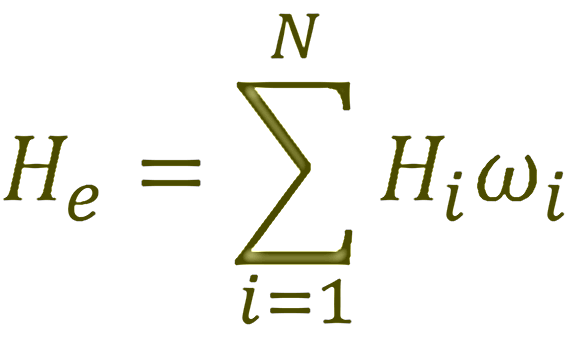 N
H_e = ∑ H_i ω_i
i=1